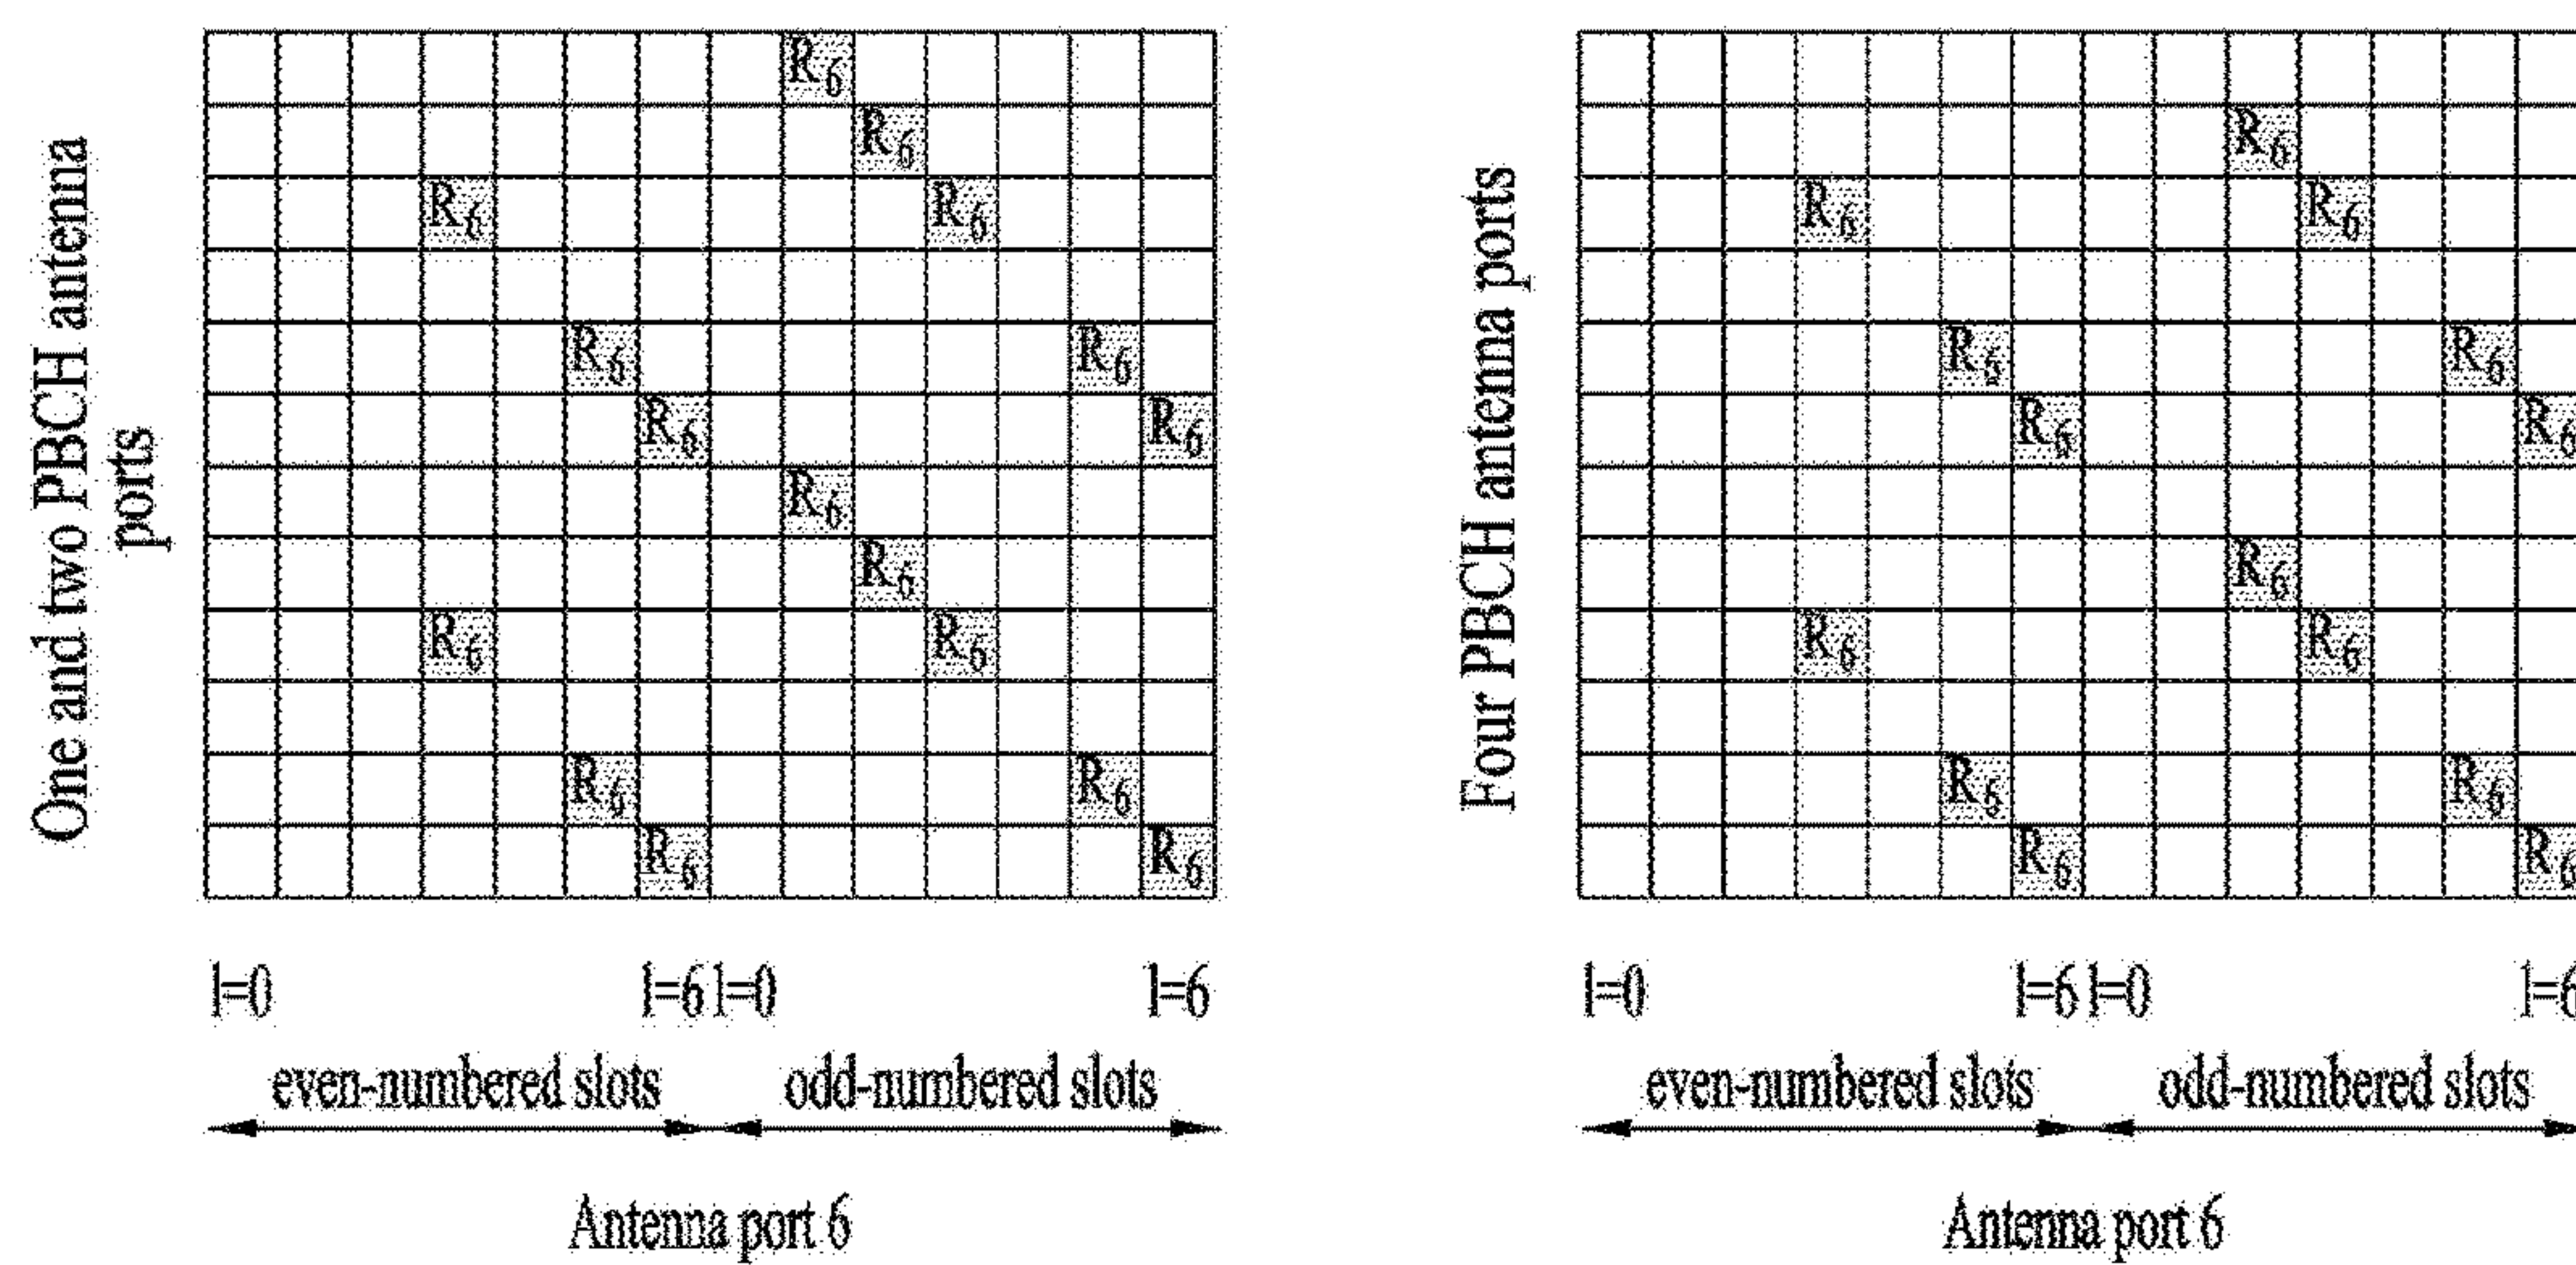 One and two PBCH antenna
ports
R6
R6
R6 R6
R6 R6
R6 R6
R6
R6
R6 R6
R6 R6
R6 R6
l=0 l=6 l=0 l=6
even-numbered slots odd-numbered slots
Antenna port 6
Four PBCH antenna ports
R6
R6 R6
R6 R6
R6 R6
R6
R6 R6
R6 R6
R6 R6
l=0 l=6 l=0 l=6
even-numbered slots odd-numbered slots
Antenna port 6